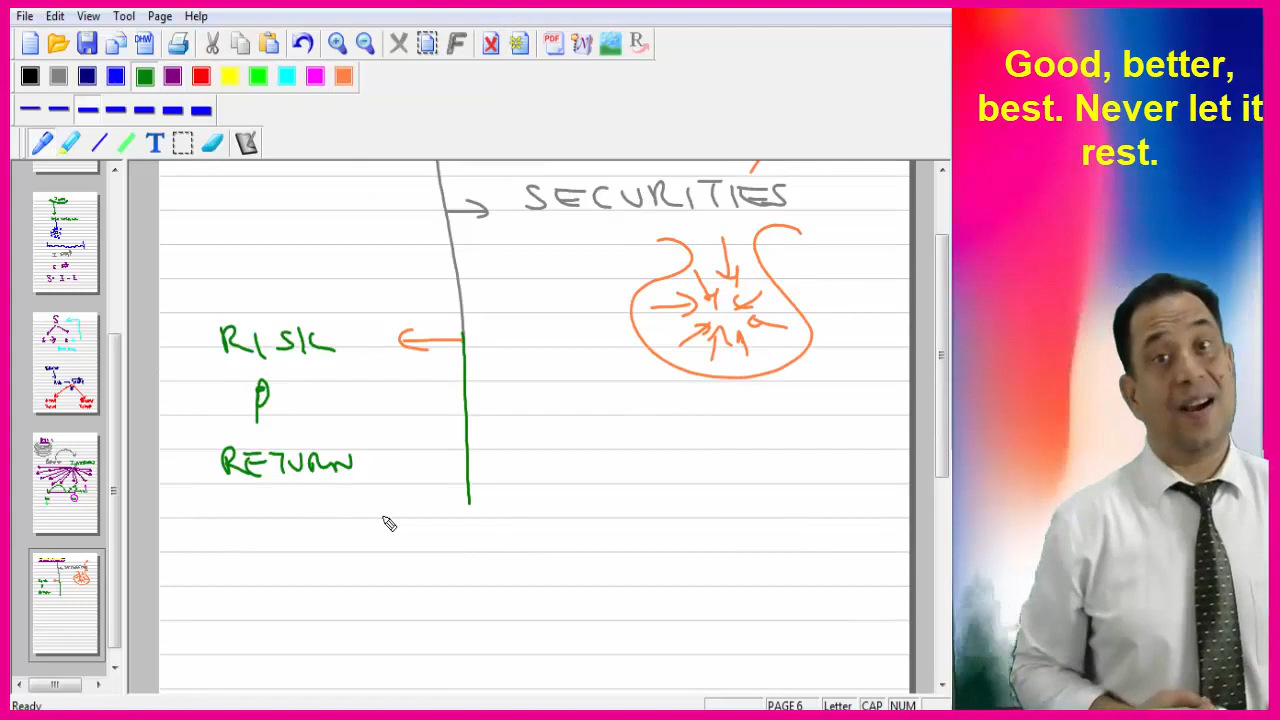 File Edit View Tool Page Help
Good, better,
best. Never let it
rest.
SECURITIES
RISK
RETURN
Ready
PAGE 6 Letter CAP NUM